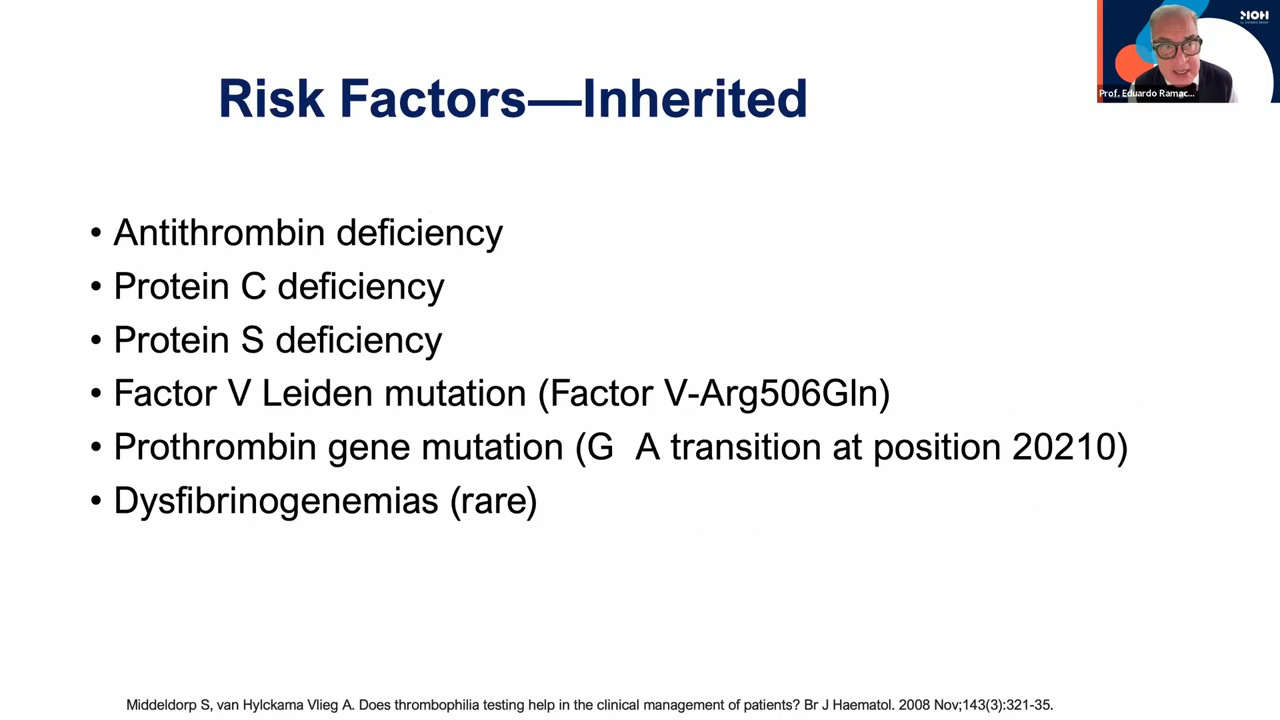 Risk Factors—Inherited
• Antithrombin deficiency
• Protein C deficiency
• Protein S deficiency
• Factor V Leiden mutation (Factor V-Arg506Gln)
• Prothrombin gene mutation (G A transition at position 20210)
• Dysfibrinogenemias (rare)
Middeldorp S, van Hylckama Vlieg A. Does thrombophilia testing help in the clinical management of patients? Br J Haematol. 2008 Nov;143(3):321-35.
Prof. Eduardo Ramac...